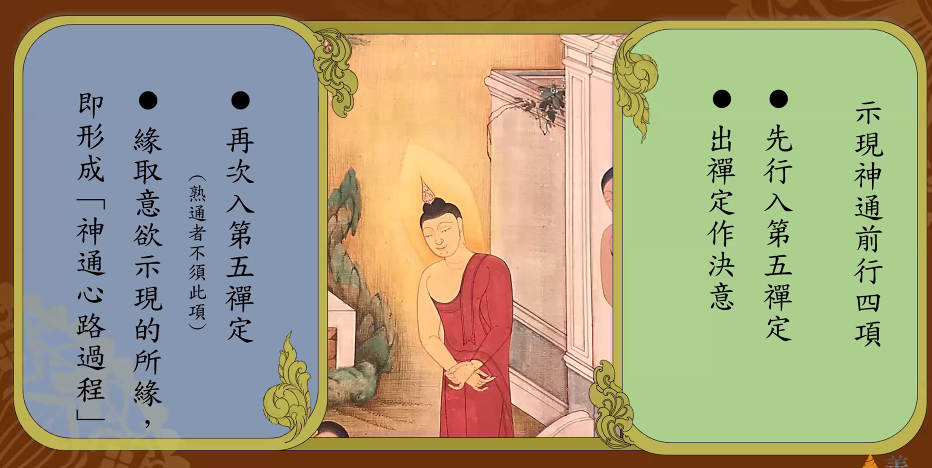 示現神通前行四項
●先行入第五禪定
●出禪定作決意
●再次入第五禪定
（熟通者不須此項）
●緣取意欲示現的所緣，
即形成「神通心路過程」